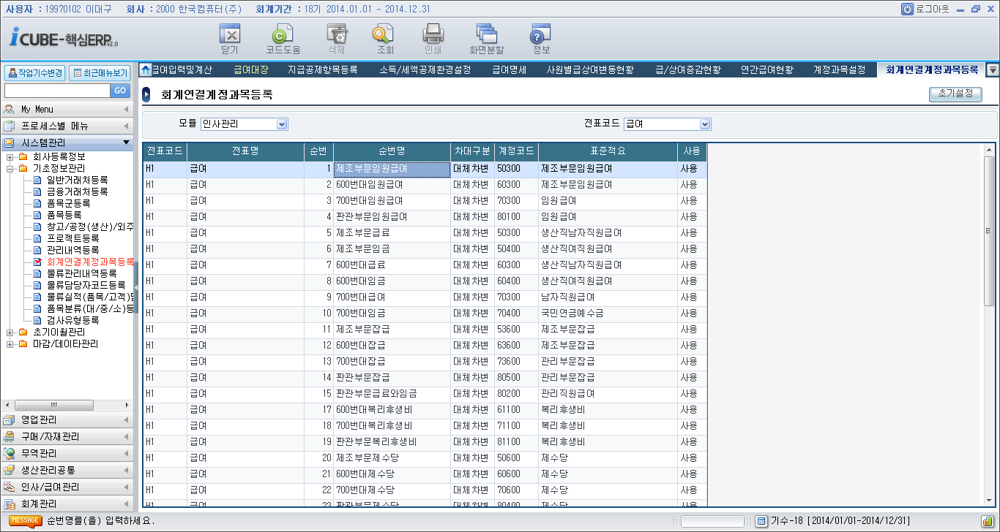 사용자 : 19970102 이대구 회사 : 2000 한국컴퓨터(주) 회계기간 : 18기 2014.01.01 ~ 2014.12.31 로그아웃
iCUBE-핵심ERP v2.0
닫기 코드도움 삭제 조회 인쇄 화면분할 정보
작업기수변경 최근메뉴보기
급여입력및계산 급여대장 지급공제항목등록 소득/세액공제환경설정 급여명세 사원별급상여변동현황 급/상여증감현황 연간급여현황 계정과목설정 회계연결계정과목등록
GO
회계연결계정과목등록 초기설정
모듈 인사관리 전표코드 급여
My Menu
프로세스별 메뉴
시스템관리
회사등록정보
기초정보관리
일반거래처등록
금융거래처등록
품목군등록
품목등록
창고/공정(생산)/외주
프로젝트등록
관리내역등록
회계연결계정과목등록
물류관리내역등록
물류담당자코드등록
물류실적(품목/고객)
품목분류(대/중/소)등
검사유형등록
초기이월관리
마감/데이타관리
영업관리
구매/자재관리
무역관리
생산관리공통
인사/급여관리
회계관리
전표코드 전표명 순번 순번명 차대구분 계정코드 표준적요 사용
H1 급여 1 제조부문임원급여 대체차변 50300 제조부문임원급여 사용
H1 급여 2 600번대임원급여 대체차변 60300 제조부문임원급여 사용
H1 급여 3 700번대임원급여 대체차변 70300 임원급여 사용
H1 급여 4 판관부문임원급여 대체차변 80100 임원급여 사용
H1 급여 5 제조부문급료 대체차변 50300 생산직남자직원급여 사용
H1 급여 6 제조부문임금 대체차변 50400 생산직여직원급여 사용
H1 급여 7 600번대급료 대체차변 60300 생산직남자직원급여 사용
H1 급여 8 600번대임금 대체차변 60400 생산직여직원급여 사용
H1 급여 9 700번대급여 대체차변 70300 남자직원급여 사용
H1 급여 10 700번대임금 대체차변 70400 국민연금예수금 사용
H1 급여 11 제조부문잡급 대체차변 53600 제조부문잡급 사용
H1 급여 12 600번대잡급 대체차변 63600 제조부문잡급 사용
H1 급여 13 700번대잡급 대체차변 73600 관리부문잡급 사용
H1 급여 14 판관부문잡급 대체차변 80500 관리부문잡급 사용
H1 급여 15 판관부문급료와임금 대체차변 80200 관리직원급여 사용
H1 급여 17 600번대복리후생비 대체차변 61100 복리후생비 사용
H1 급여 18 700번대복리후생비 대체차변 71100 복리후생비 사용
H1 급여 19 판관부문복리후생비 대체차변 81100 복리후생비 사용
H1 급여 20 제조부문제수당 대체차변 50600 제수당 사용
H1 급여 21 600번대제수당 대체차변 60600 제수당 사용
H1 급여 22 700번대제수당 대체차변 70600 제수당 사용
H1 급여 23 판관부문제수당 대체차변 80400 제수당 사용
MESSAGE 순번명를(을) 입력하세요. 기수-18 [2014/01/01-2014/12/31]